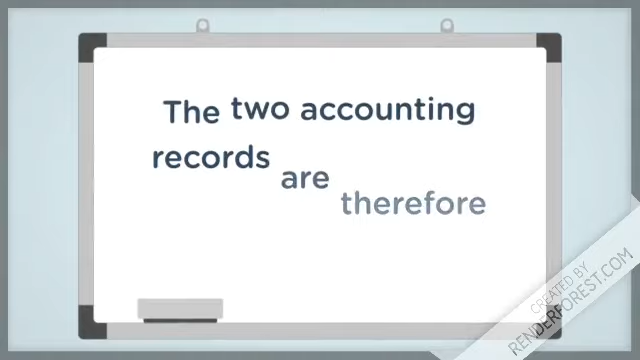 The two accounting
records are
therefore
CREATED BY
RENDERFOREST.COM